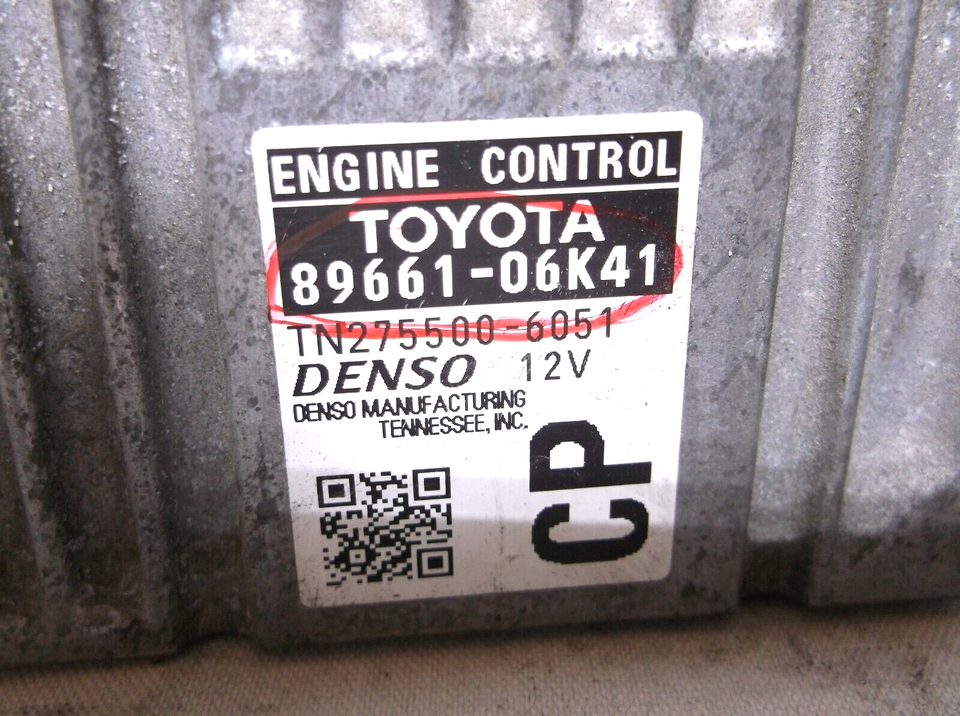 ENGINE CONTROL
TOYOTA
89661-06K41
TN275500-6051
DENSO 12V
DENSO MANUFACTURING
TENNESSEE, INC.
CP